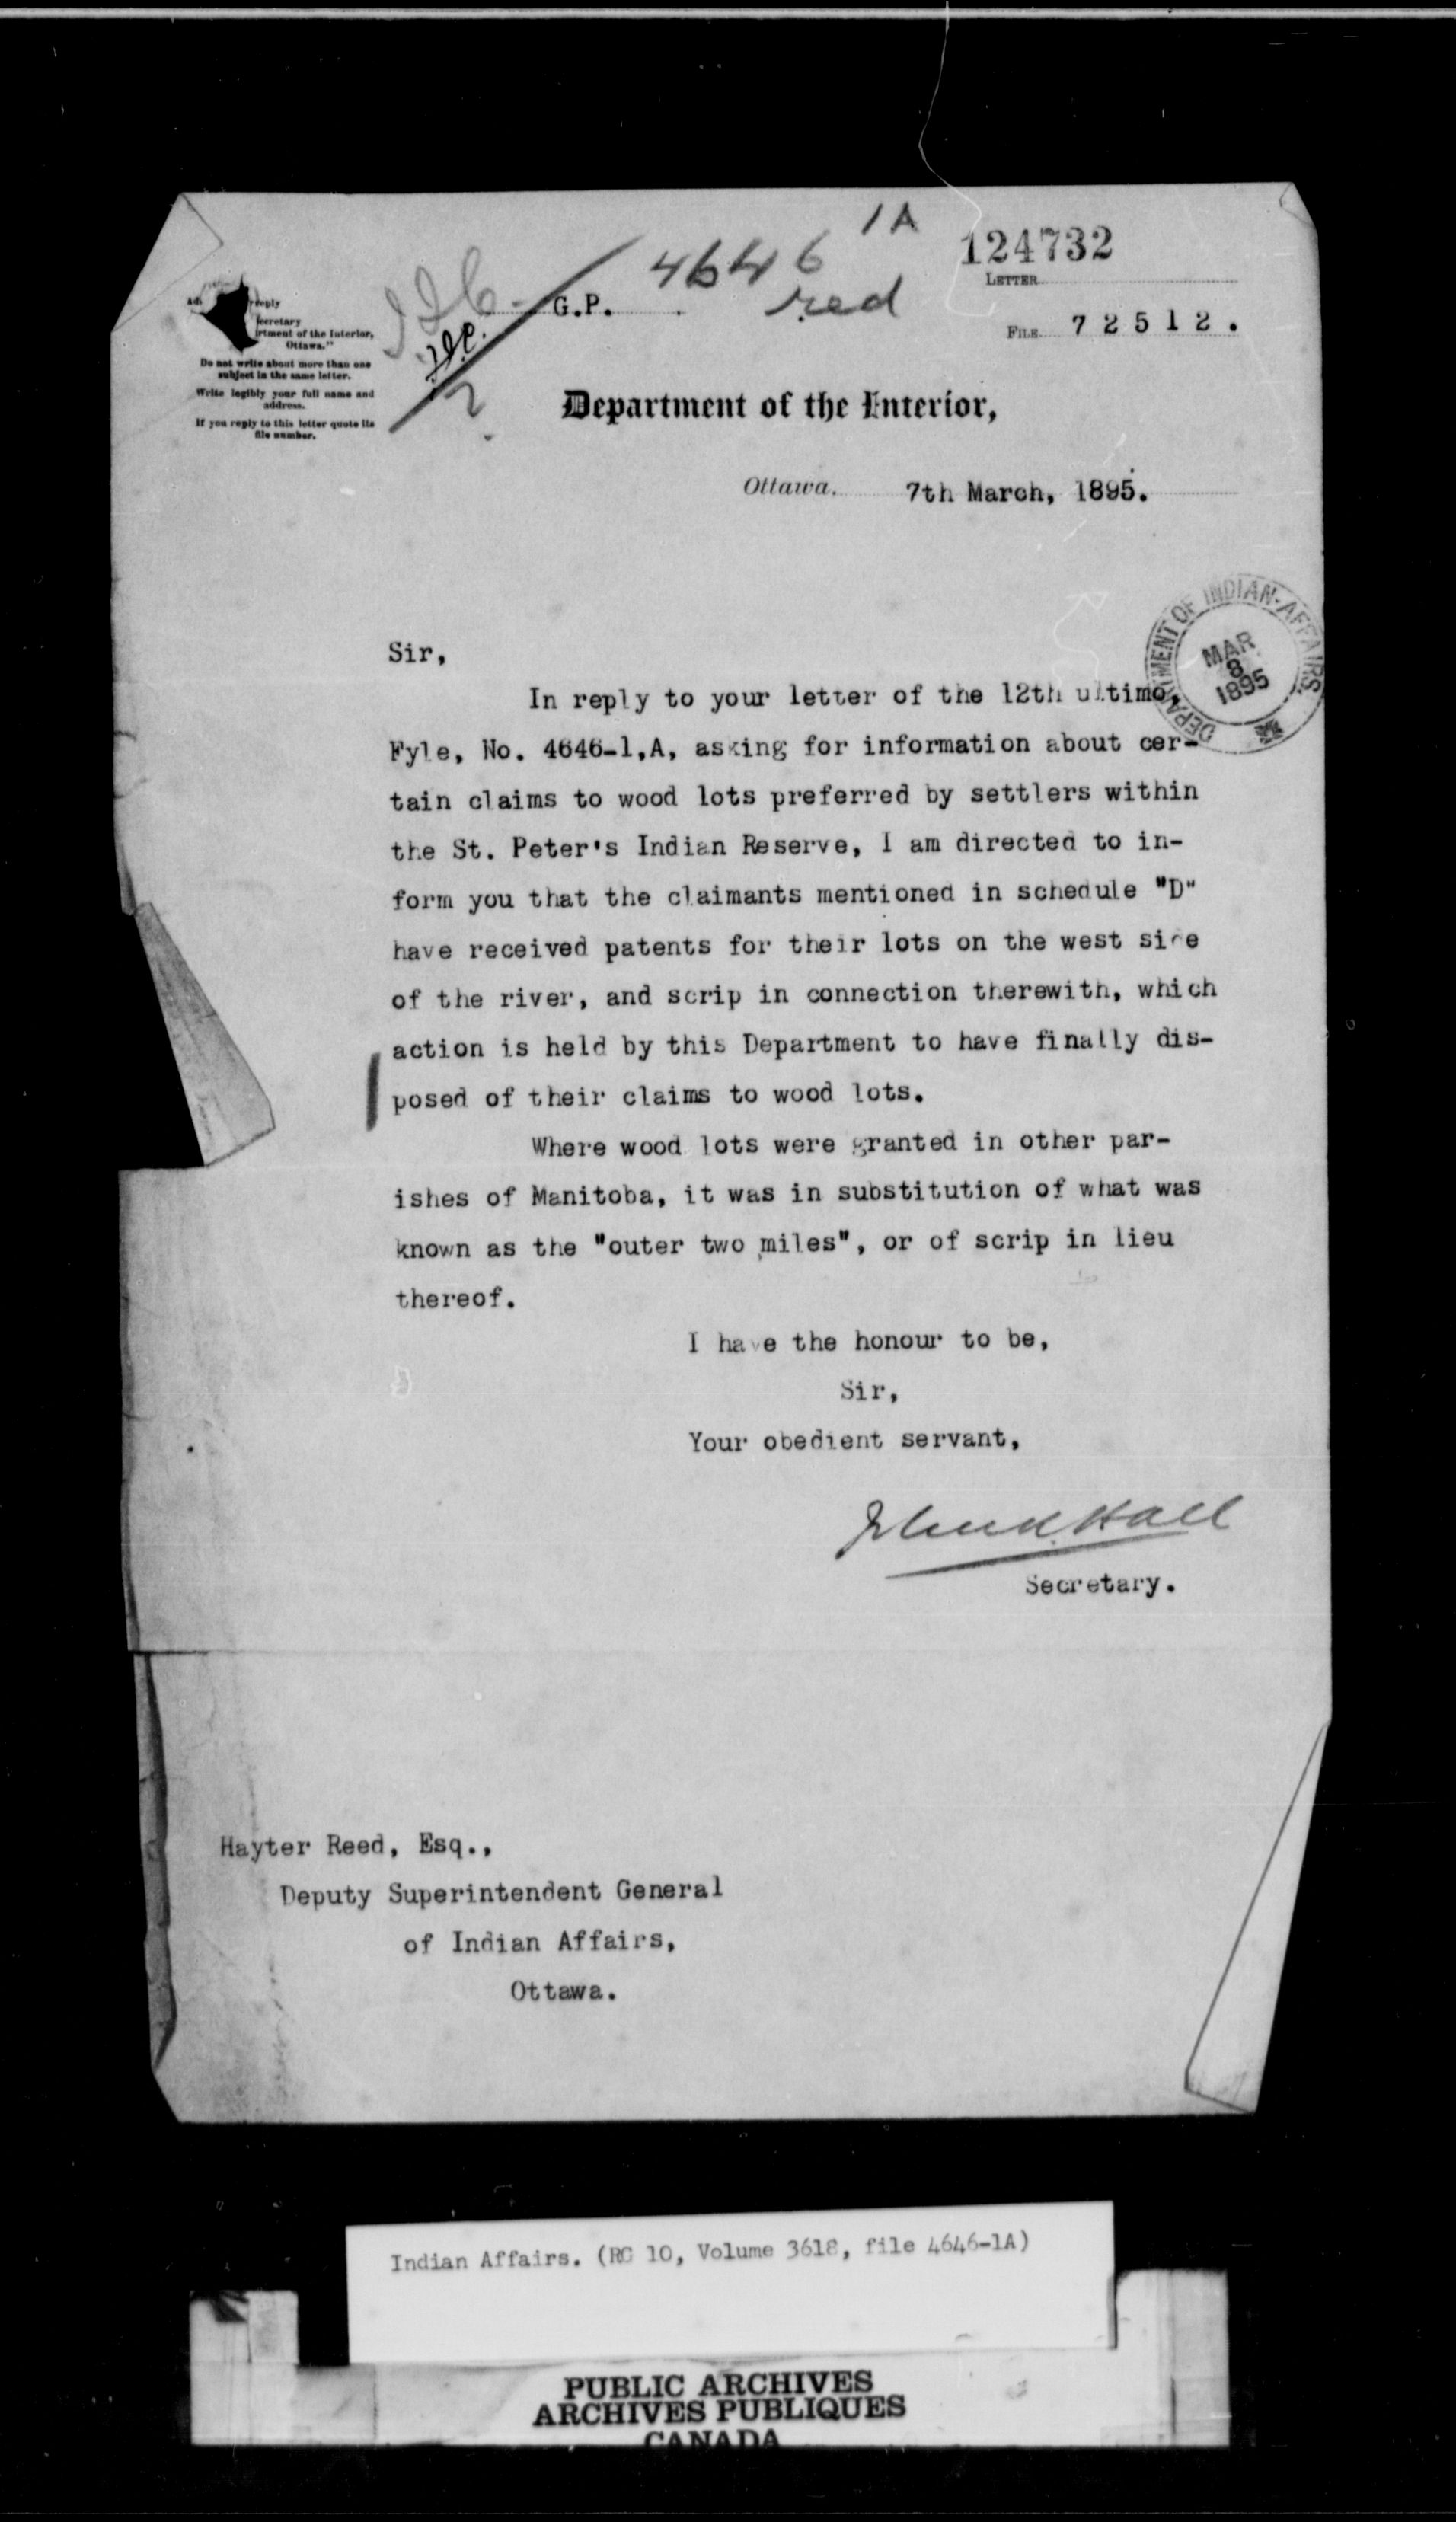 1A
4646
red
124732
LETTER
G.P.
FILE 72512.
reply
Secretary
rtment of the Interior,
Ottawa."
Do not write about more than one
subject in the same letter.
Write legibly your full name and
address.
If you reply to this letter quote its
file number.
Department of the Interior,
Ottawa. 7th March, 1895.
DEPARTMENT OF INDIAN AFFAIRS.
MAR
8
1895
Sir,
In reply to your letter of the 12th ultimo,
Fyle, No. 4646-1,A, asking for information about cer-
tain claims to wood lots preferred by settlers within
the St. Peter's Indian Reserve, I am directed to in-
form you that the claimants mentioned in schedule "D"
have received patents for their lots on the west side
of the river, and scrip in connection therewith, which
action is held by this Department to have finally dis-
posed of their claims to wood lots.
Where wood lots were granted in other par-
ishes of Manitoba, it was in substitution of what was
known as the "outer two miles", or of scrip in lieu
thereof.
I have the honour to be,
Sir,
Your obedient servant,
Hall
Secretary.
Hayter Reed, Esq.,
Deputy Superintendent General
of Indian Affairs,
Ottawa.
Indian Affairs. (RG 10, Volume 3618, file 4646-1A)
PUBLIC ARCHIVES
ARCHIVES PUBLIQUES
CANADA